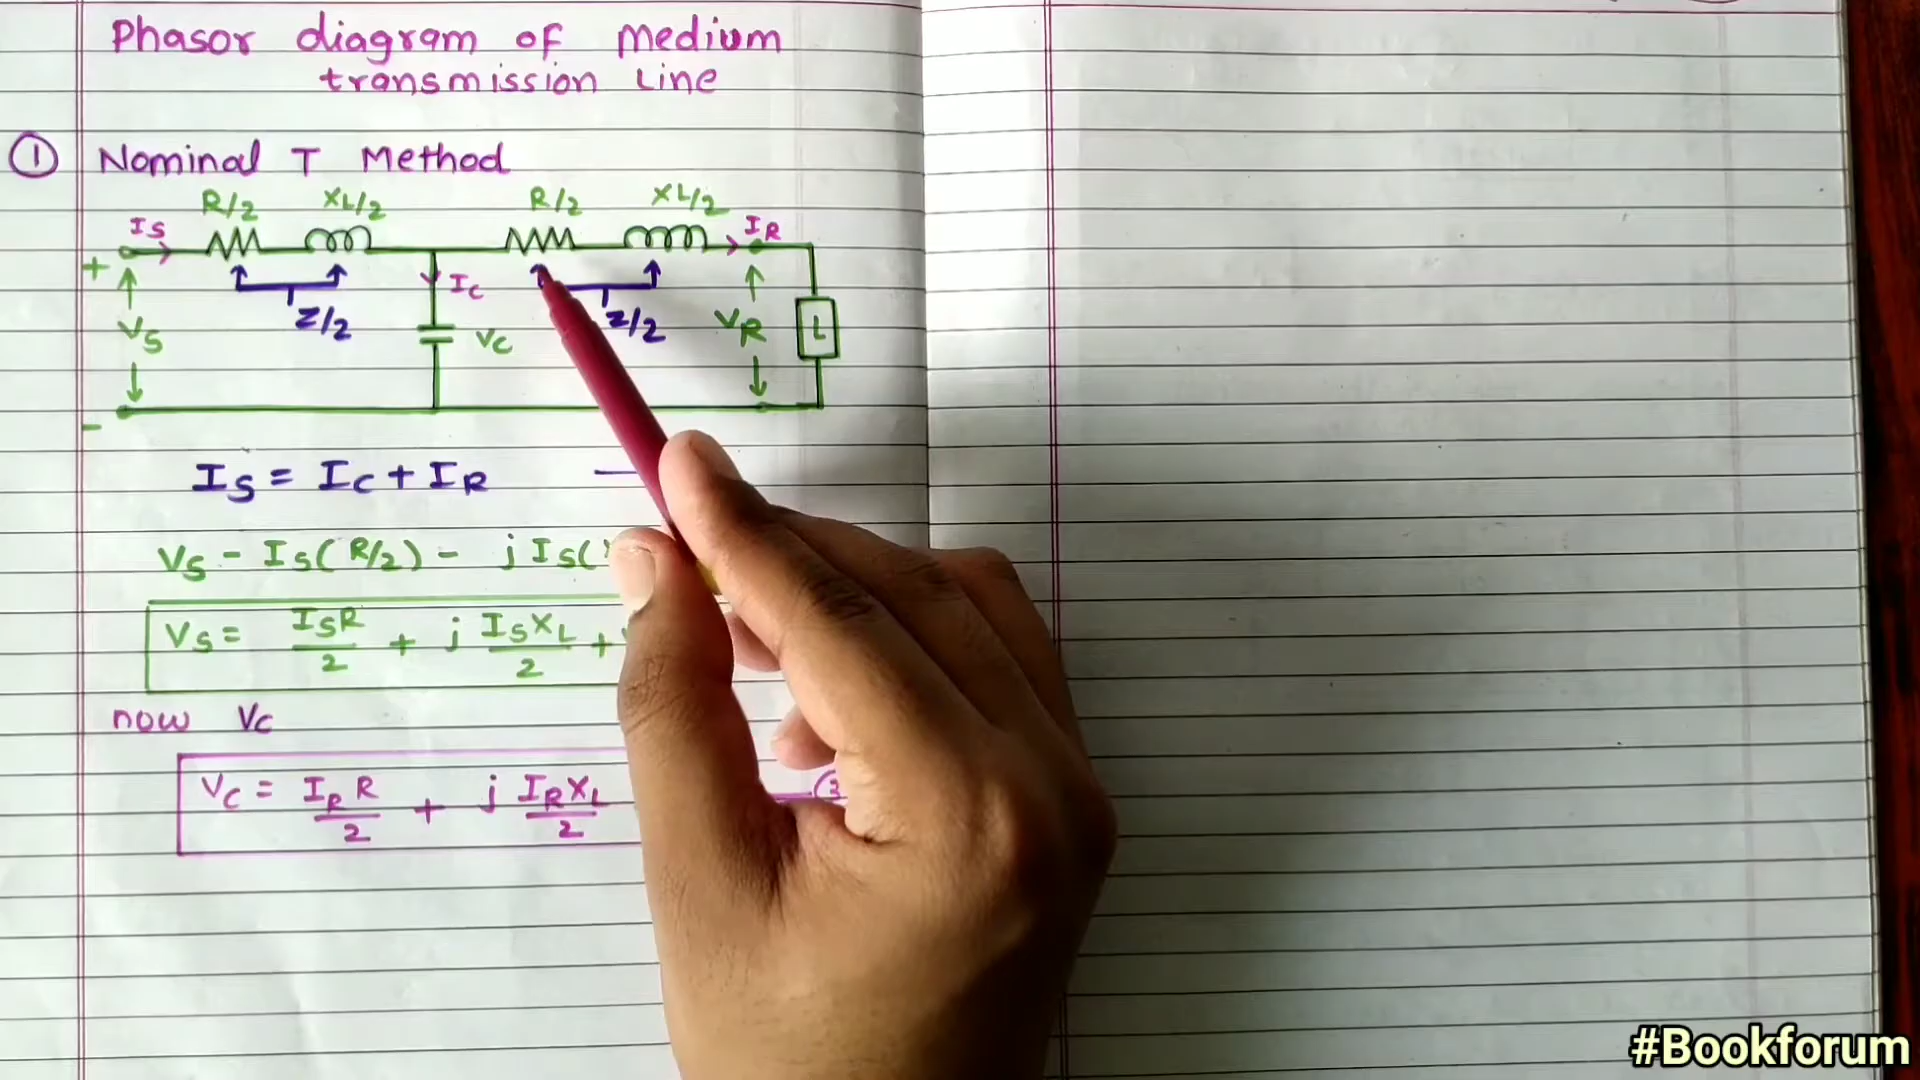 Phasor diagram of medium
transmission Line
① Nominal T Method
R/2 XL/2 R/2 XL/2
IS IR
+ IC
Z/2 Z/2
VS VC VR L
-
IS = IC + IR
VS - IS(R/2) - j IS(
VS = ISR/2 + j ISXL/2 +
now VC
VC = IRR/2 + j IRXL/2 ③
#Bookforum